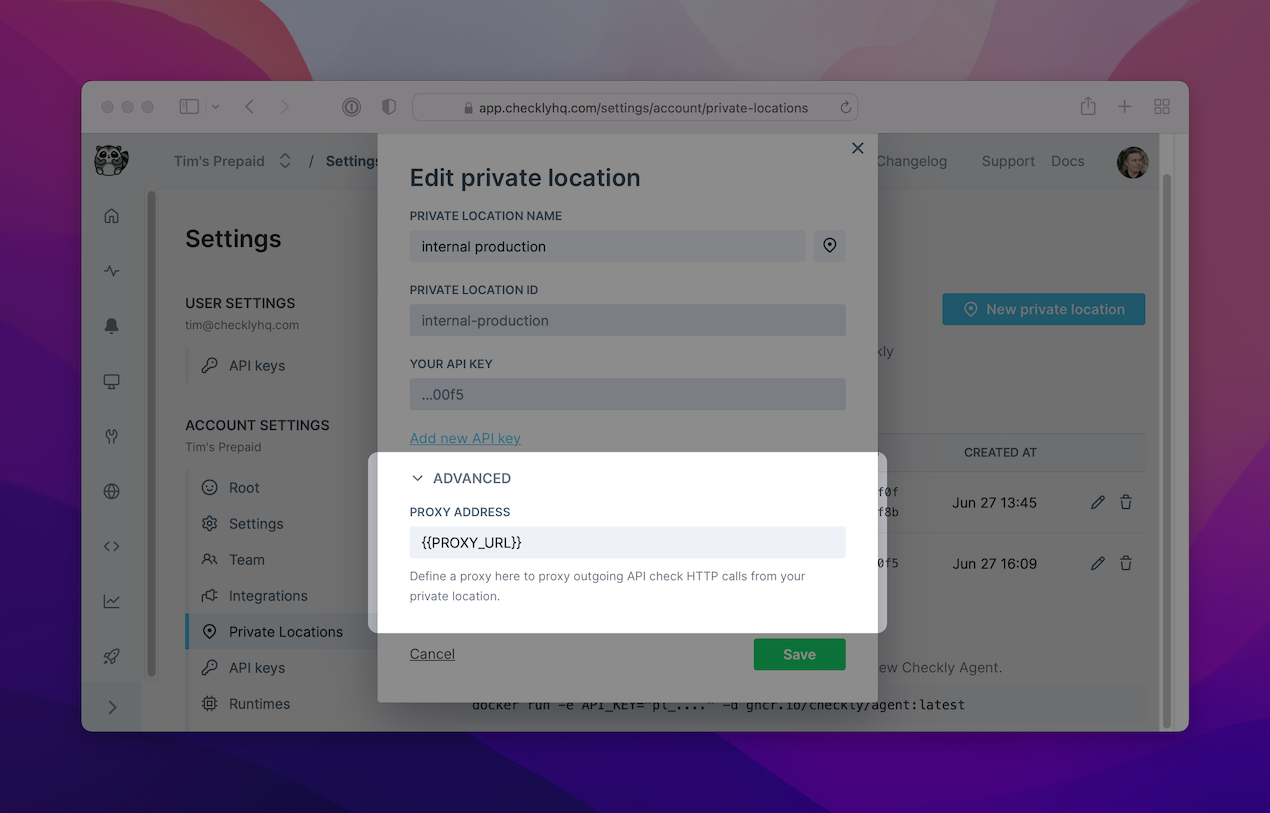 app.checklyhq.com/settings/account/private-locations
Tim's Prepaid / Settings
Changelog Support Docs
Settings
USER SETTINGS
tim@checklyhq.com
API keys
ACCOUNT SETTINGS
Tim's Prepaid
Root
Settings
Team
Integrations
Private Locations
API keys
Runtimes
Edit private location
PRIVATE LOCATION NAME
internal production
PRIVATE LOCATION ID
internal-production
YOUR API KEY
...00f5
Add new API key
ADVANCED
PROXY ADDRESS
{{PROXY_URL}}
Define a proxy here to proxy outgoing API check HTTP calls from your
private location.
Cancel
Save
New private location
kly
CREATED AT
f0f
f8b
Jun 27 13:45
0f5
Jun 27 16:09
ew Checkly Agent.
docker run -e API_KEY="pl_...." -d ghcr.io/checkly/agent:latest